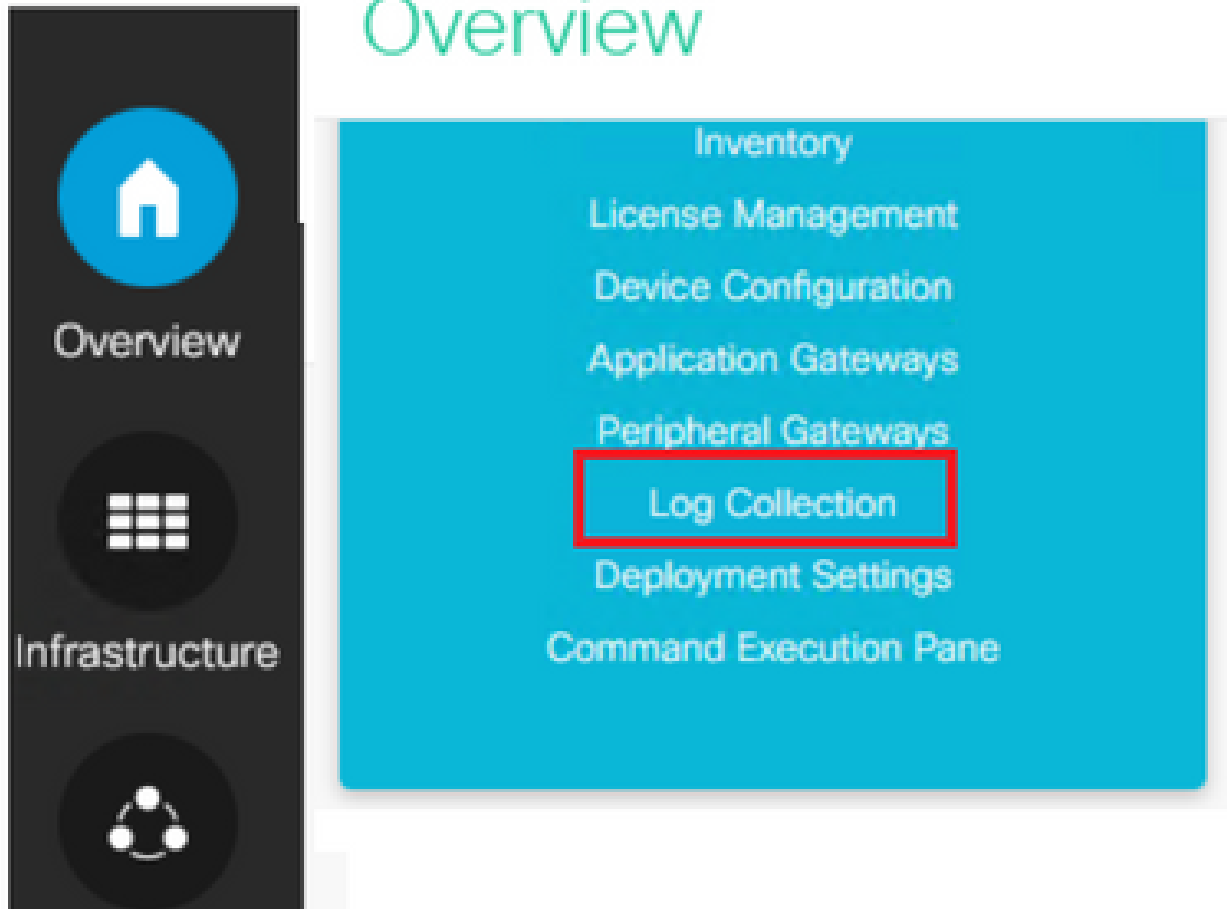 Overview
Overview
Infrastructure
Inventory
License Management
Device Configuration
Application Gateways
Peripheral Gateways
Log Collection
Deployment Settings
Command Execution Pane